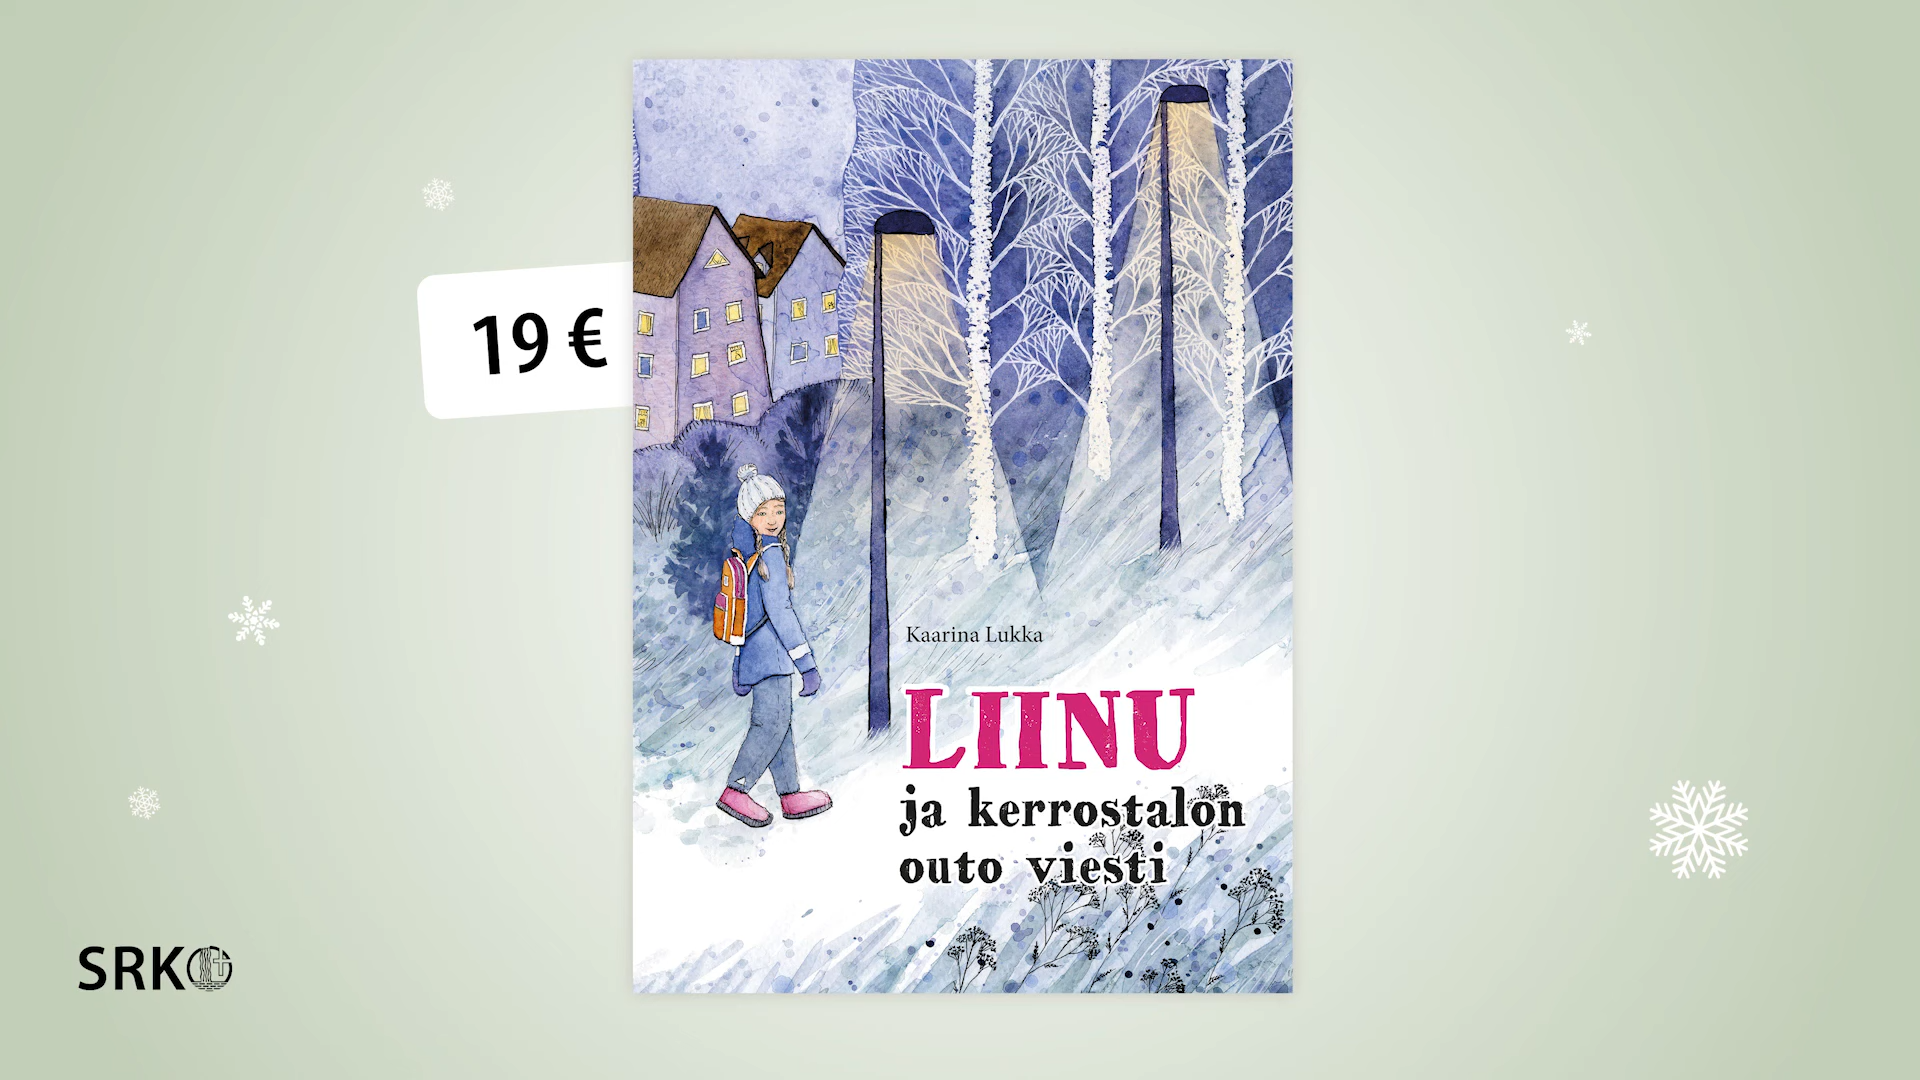 19 €
Kaarina Lukka
LIINU
ja kerrostalon
outo viesti
SRK